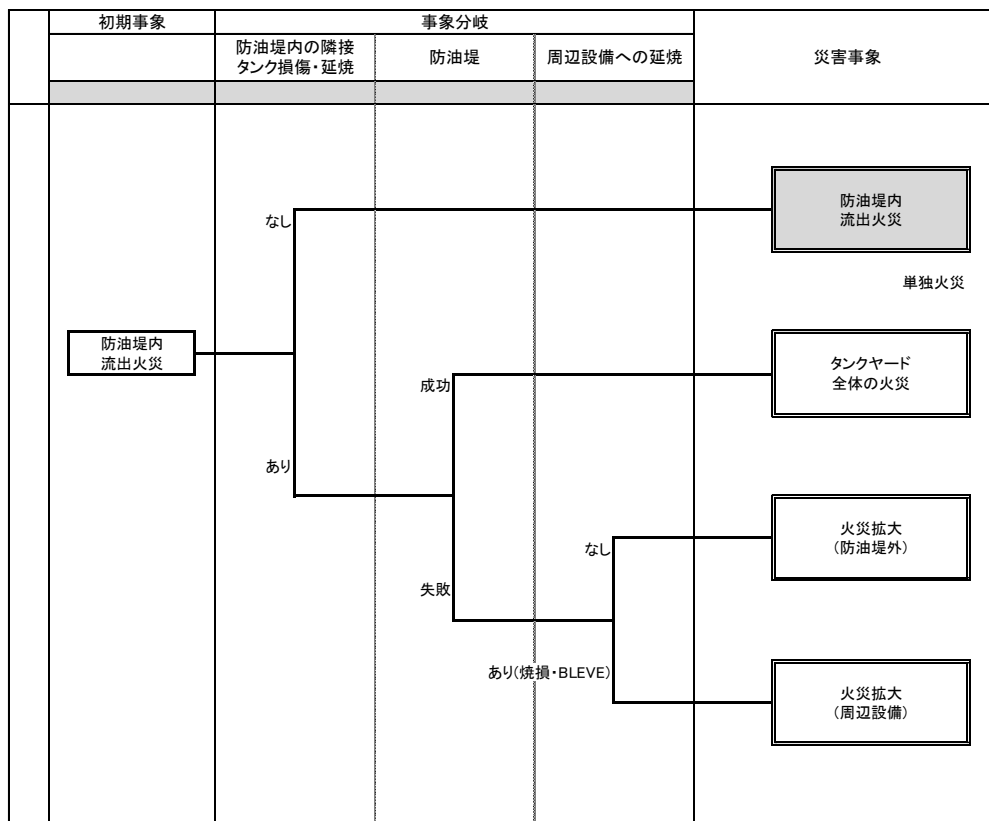 初期事象
事象分岐
防油堤内の隣接
タンク損傷・延焼
防油堤
周辺設備への延焼
災害事象
なし
防油堤内
流出火災
単独火災
防油堤内
流出火災
成功
タンクヤード
全体の火災
あり
なし
火災拡大
(防油堤外)
失敗
あり(焼損・BLEVE)
火災拡大
(周辺設備)